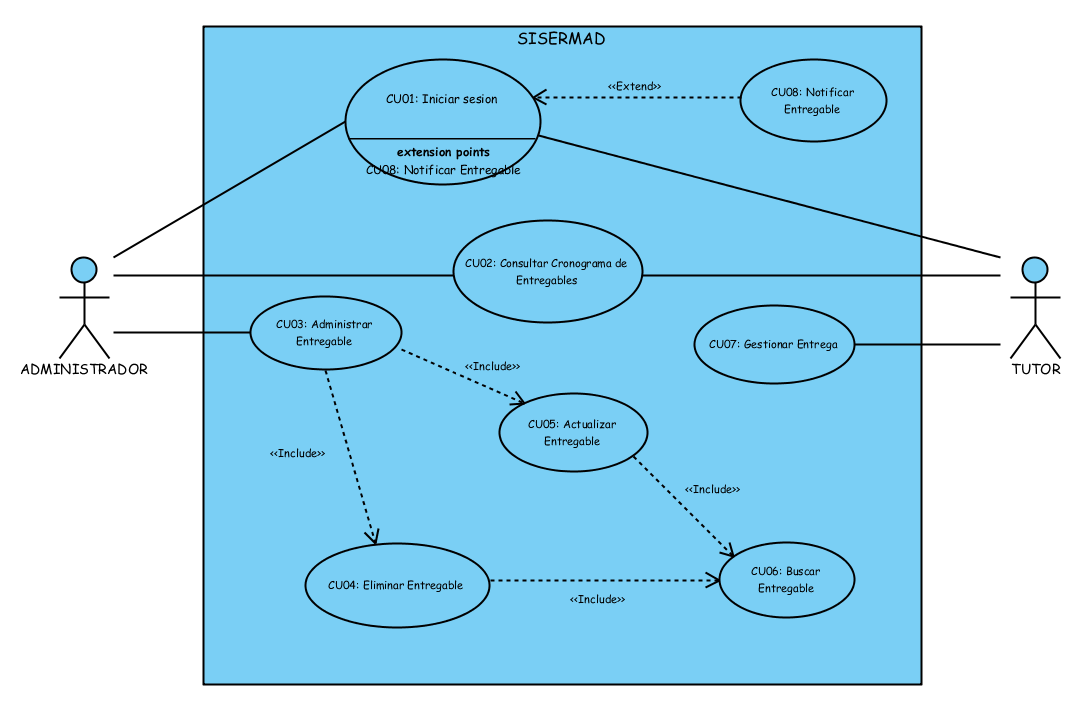 SISERMAD
CU01: Iniciar sesion
extension points
CU08: Notificar Entregable
<<Extend>>
CU08: Notificar
Entregable
CU02: Consultar Cronograma de
Entregables
ADMINISTRADOR
TUTOR
CU03: Administrar
Entregable
CU07: Gestionar Entrega
<<Include>>
CU05: Actualizar
Entregable
<<Include>>
<<Include>>
CU04: Eliminar Entregable
<<Include>>
CU06: Buscar
Entregable